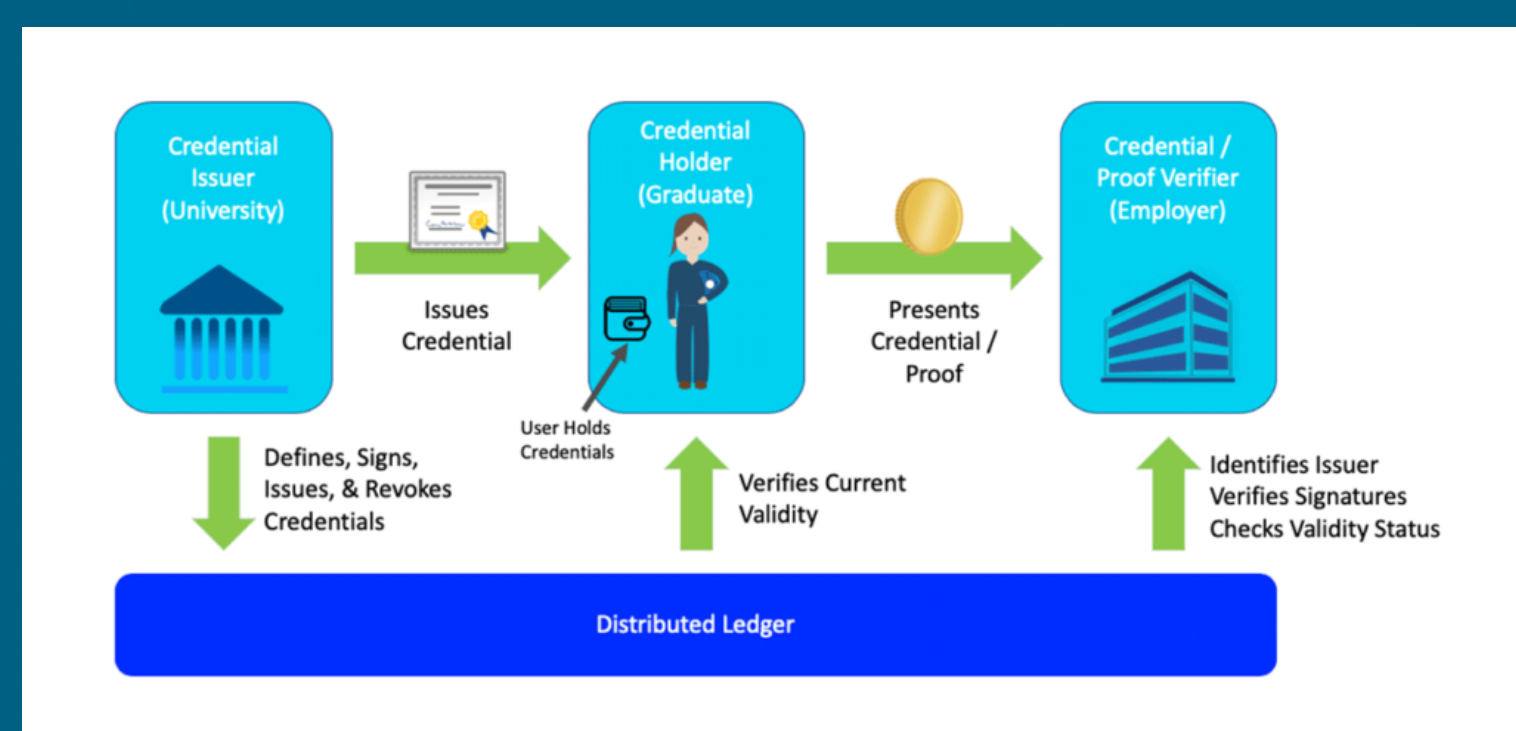 Credential
Issuer
(University)
Issues
Credential
Credential
Holder
(Graduate)
User Holds
Credentials
Presents
Credential /
Proof
Credential /
Proof Verifier
(Employer)
Defines, Signs,
Issues, & Revokes
Credentials
Verifies Current
Validity
Identifies Issuer
Verifies Signatures
Checks Validity Status
Distributed Ledger